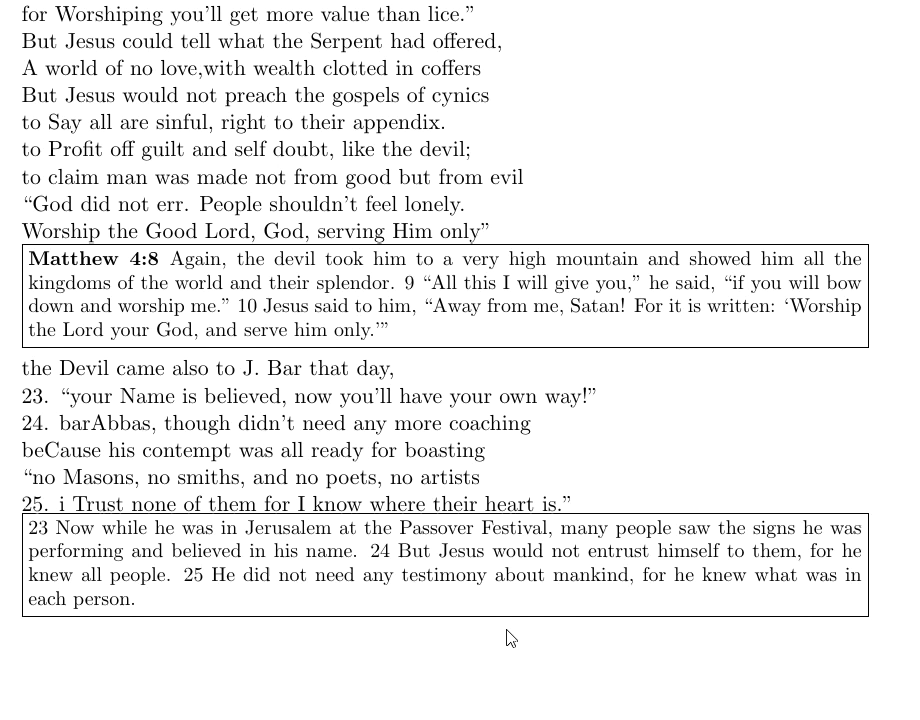 for Worshiping you’ll get more value than lice.”
But Jesus could tell what the Serpent had offered,
A world of no love,with wealth clotted in coffers
But Jesus would not preach the gospels of cynics
to Say all are sinful, right to their appendix.
to Profit off guilt and self doubt, like the devil;
to claim man was made not from good but from evil
“God did not err. People shouldn’t feel lonely.
Worship the Good Lord, God, serving Him only”
Matthew 4:8 Again, the devil took him to a very high mountain and showed him all the
kingdoms of the world and their splendor. 9 “All this I will give you,” he said, “if you will bow
down and worship me.” 10 Jesus said to him, “Away from me, Satan! For it is written: ‘Worship
the Lord your God, and serve him only.’”
the Devil came also to J. Bar that day,
23. “your Name is believed, now you’ll have your own way!”
24. barAbbas, though didn’t need any more coaching
beCause his contempt was all ready for boasting
“no Masons, no smiths, and no poets, no artists
25. i Trust none of them for I know where their heart is.”
23 Now while he was in Jerusalem at the Passover Festival, many people saw the signs he was
performing and believed in his name. 24 But Jesus would not entrust himself to them, for he
knew all people. 25 He did not need any testimony about mankind, for he knew what was in
each person.